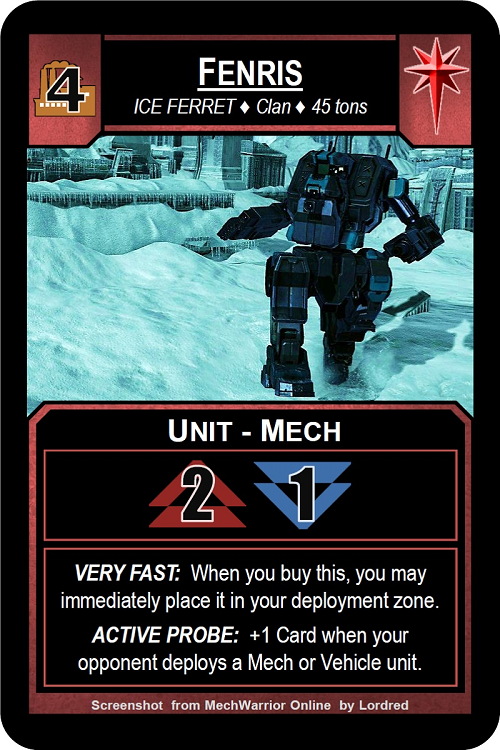 4
FENRIS
ICE FERRET ♦ Clan ♦ 45 tons
UNIT - MECH
2 1
VERY FAST: When you buy this, you may
immediately place it in your deployment zone.
ACTIVE PROBE: +1 Card when your
opponent deploys a Mech or Vehicle unit.
Screenshot from MechWarrior Online by Lordred